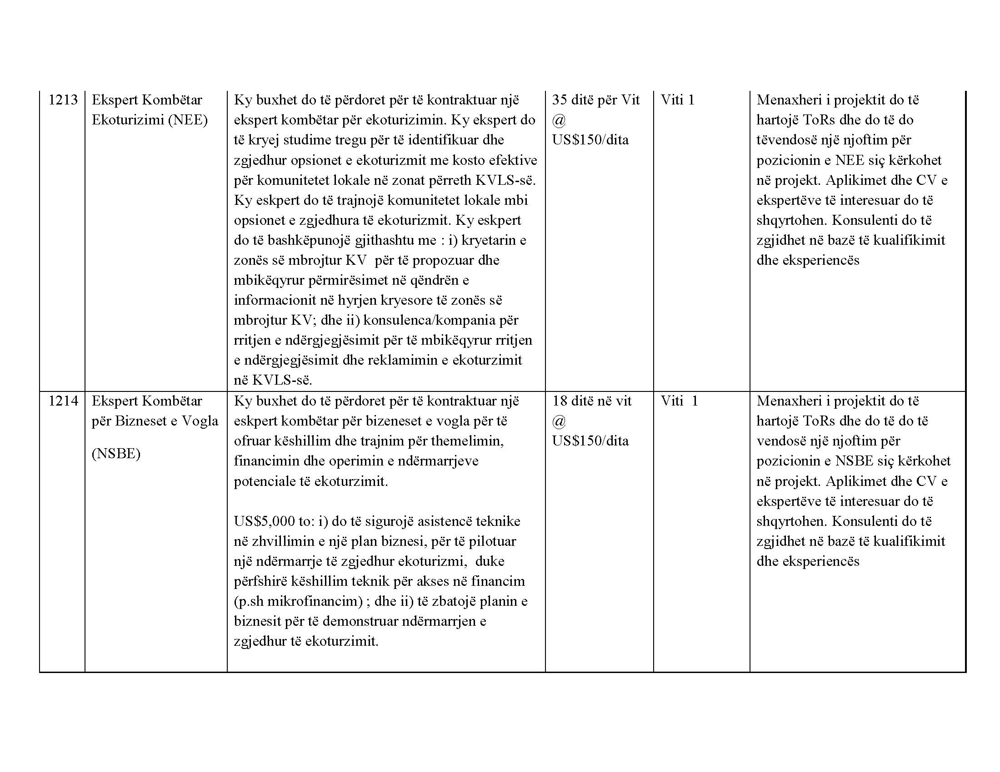 1213
Ekspert Kombëtar
Ekoturizimi (NEE)
Ky buxhet do të përdoret për të kontraktuar një
ekspert kombëtar për ekoturizimin. Ky ekspert do
të kryej studime tregu për të identifikuar dhe
zgjedhur opsionet e ekoturizmit me kosto efektive
për komunitetet lokale në zonat përreth KVLS-së.
Ky eskpert do të trajnojë komunitetet lokale mbi
opsionet e zgjedhura të ekoturizmit. Ky eskpert
do të bashkëpunojë gjithashtu me : i) kryetarin e
zonës së mbrojtur KV  për të propozuar dhe
mbikëqyrur përmirësimet në qëndrën e
informacionit në hyrjen kryesore të zonës së
mbrojtur KV; dhe ii) konsulenca/kompania për
rritjen e ndërgjegjësimit për të mbikëqyrur rritjen
e ndërgjegjësimit dhe reklamimin e ekoturzimit
në KVLS-së.
35 ditë për Vit
@
US$150/dita
Viti 1
Menaxheri i projektit do të
hartojë ToRs dhe do të do
tëvendosë një njoftim për
pozicionin e NEE siç kërkohet
në projekt. Aplikimet dhe CV e
ekspertëve të interesuar do të
shqyrtohen. Konsulenti do të
zgjidhet në bazë të kualifikimit
dhe eksperiencës
1214
Ekspert Kombëtar
për Bizneset e Vogla
(NSBE)
Ky buxhet do të përdoret për të kontraktuar një
eskpert kombëtar për bizeneset e vogla për të
ofruar këshillim dhe trajnim për themelimin,
financimin dhe operimin e ndërmarrjeve
potenciale të ekoturzimit.
US$5,000 to: i) do të sigurojë asistencë teknike
në zhvillimin e një plan biznesi, për të pilotuar
një ndërmarrje të zgjedhur ekoturizmi,  duke
përfshirë këshillim teknik për akses në financim
(p.sh mikrofinancim) ; dhe ii) të zbatojë planin e
biznesit për të demonstruar ndërmarrjen e
zgjedhur të ekoturzimit.
18 ditë në vit
@
US$150/dita
Viti  1
Menaxheri i projektit do të
hartojë ToRs dhe do të do të
vendosë një njoftim për
pozicionin e NSBE siç kërkohet
në projekt. Aplikimet dhe CV e
ekspertëve të interesuar do të
shqyrtohen. Konsulenti do të
zgjidhet në bazë të kualifikimit
dhe eksperiencës